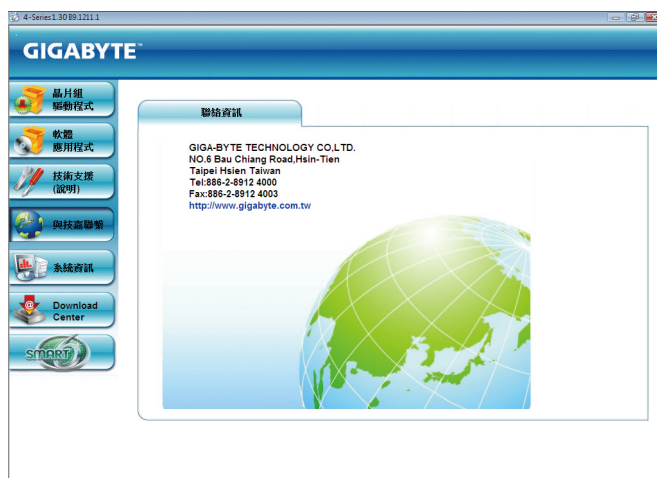 4-Series1.30 B9.1211.1
GIGABYTE™
晶片組
驅動程式
軟體
應用程式
技術支援
(說明)
與技嘉聯繫
系統資訊
Download
Center
SMART 6
聯絡資訊
GIGA-BYTE TECHNOLOGY CO,LTD.
NO.6 Bau Chiang Road,Hsin-Tien
Taipei Hsien Taiwan
Tel:886-2-8912 4000
Fax:886-2-8912 4003
http://www.gigabyte.com.tw